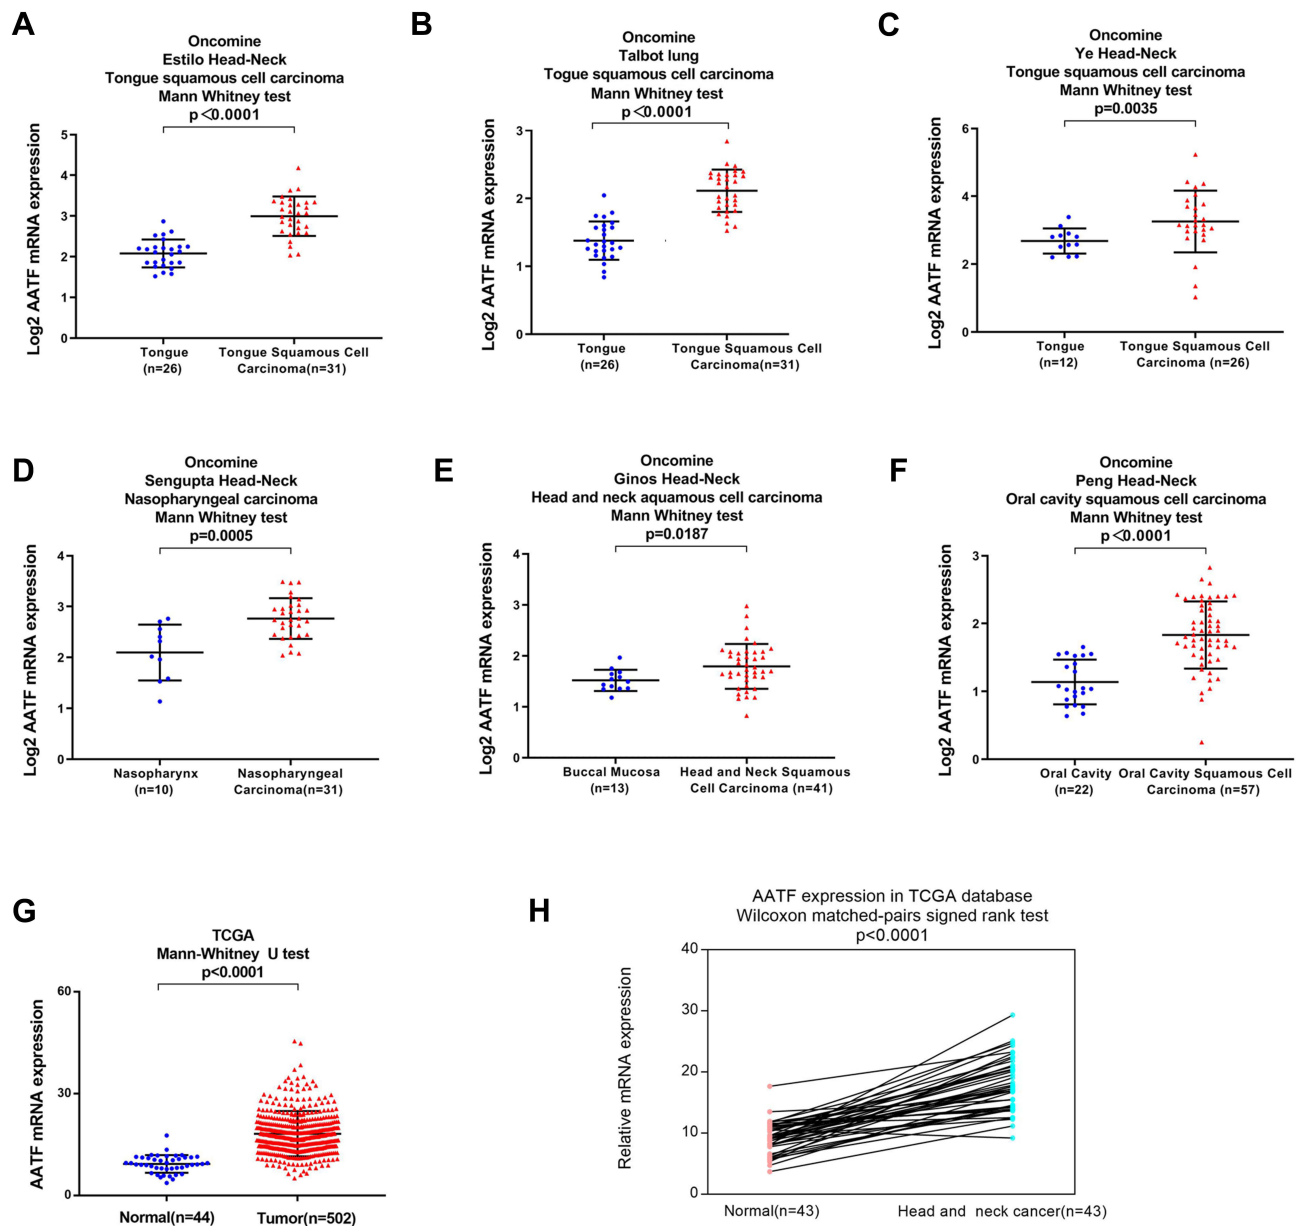 A
Oncomine
Estilo Head-Neck
Tongue squamous cell carcinoma
Mann Whitney test
p<0.0001
Log2 AATF mRNA expression
5
4
3
2
1
0
Tongue
(n=26)
Tongue Squamous Cell
Carcinoma(n=31)
B
Oncomine
Talbot lung
Togue squamous cell carcinoma
Mann Whitney test
p<0.0001
Log2 AATF mRNA expression
3
2
1
0
Tongue
(n=26)
Tongue Squamous Cell
Carcinoma(n=31)
C
Oncomine
Ye Head-Neck
Tongue squamous cell carcinoma
Mann Whitney test
p=0.0035
Log2 AATF mRNA expression
6
4
2
0
Tongue
(n=12)
Tongue Squamous Cell
Carcinoma (n=26)
D
Oncomine
Sengupta Head-Neck
Nasopharyngeal carcinoma
Mann Whitney test
p=0.0005
Log2 AATF mRNA expression
4
3
2
1
0
Nasopharynx
(n=10)
Nasopharyngeal
Carcinoma(n=31)
E
Oncomine
Ginos Head-Neck
Head and neck aquamous cell carcinoma
Mann Whitney test
p=0.0187
Log2 AATF mRNA expression
4
3
2
1
0
Buccal Mucosa
(n=13)
Head and Neck Squamous
Cell Carcinoma (n=41)
F
Oncomine
Peng Head-Neck
Oral cavity squamous cell carcinoma
Mann Whitney test
p<0.0001
Log2 AATF mRNA expression
3
2
1
0
Oral Cavity
(n=22)
Oral Cavity Squamous Cell
Carcinoma (n=57)
G
TCGA
Mann-Whitney U test
p<0.0001
AATF mRNA expression
60
30
0
Normal(n=44)
Tumor(n=502)
H
AATF expression in TCGA database
Wilcoxon matched-pairs signed rank test
p<0.0001
Relative mRNA expression
40
30
20
10
0
Normal(n=43)
Head and neck cancer(n=43)